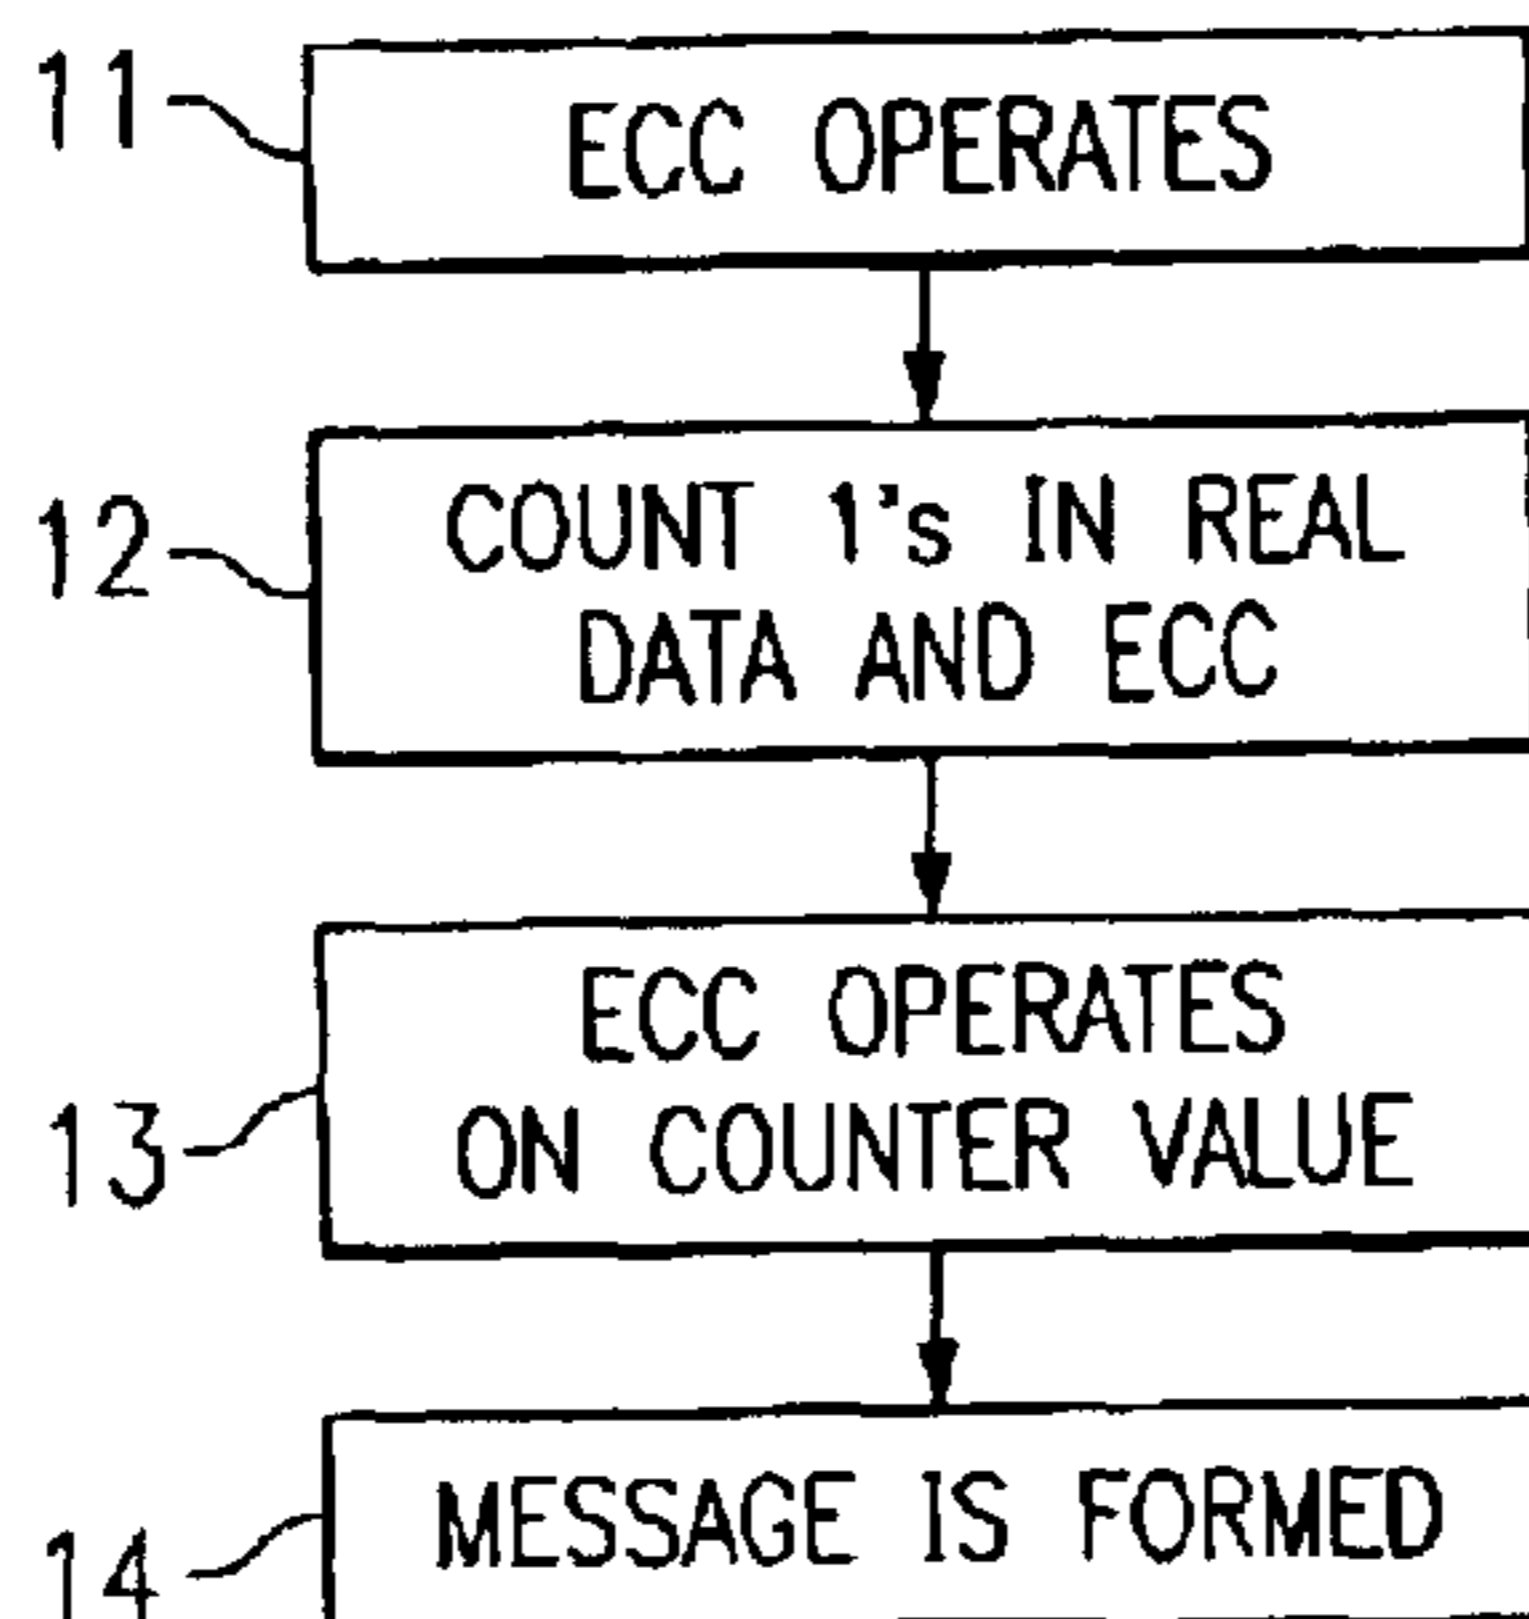 11
ECC OPERATES
12
COUNT 1's IN REAL
DATA AND ECC
13
ECC OPERATES
ON COUNTER VALUE
14
MESSAGE IS FORMED